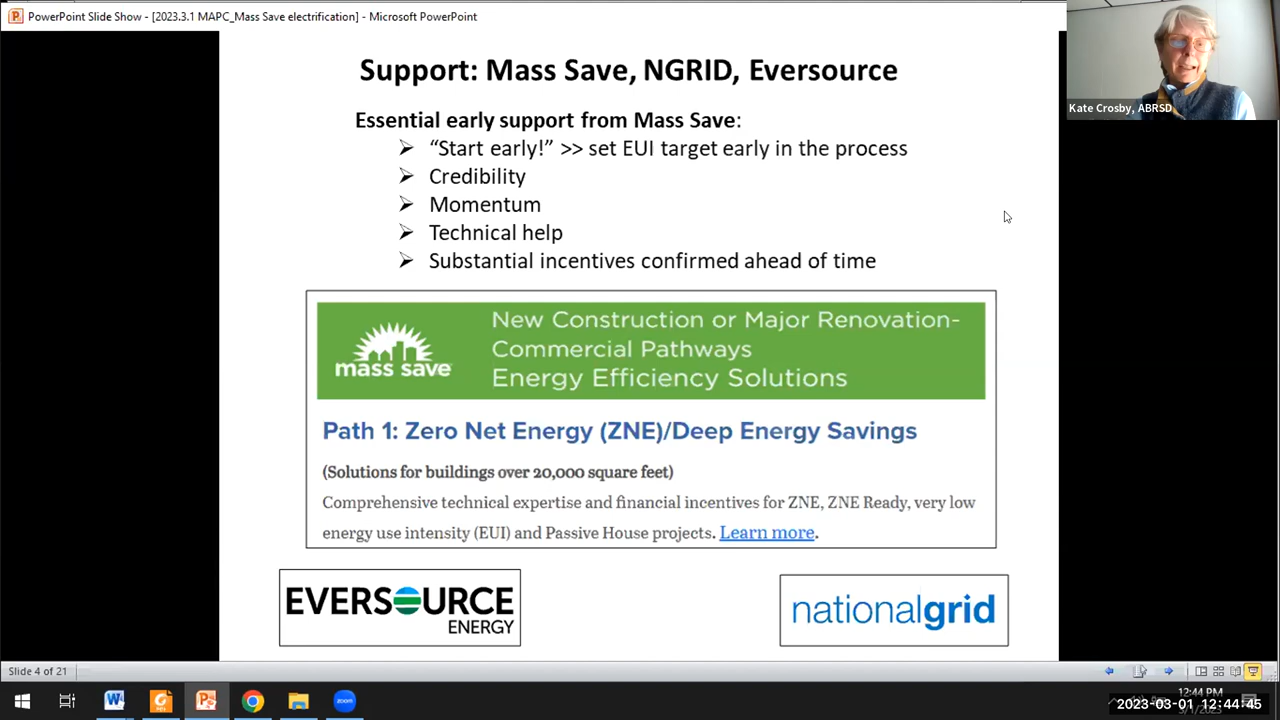 PowerPoint Slide Show - [2023.3.1 MAPC_Mass Save electrification] - Microsoft PowerPoint
Kate Crosby, ABRSD
Support: Mass Save, NGRID, Eversource
Essential early support from Mass Save:
“Start early!” >> set EUI target early in the process
Credibility
Momentum
Technical help
Substantial incentives confirmed ahead of time
mass save
New Construction or Major Renovation-
Commercial Pathways
Energy Efficiency Solutions
Path 1: Zero Net Energy (ZNE)/Deep Energy Savings
(Solutions for buildings over 20,000 square feet)
Comprehensive technical expertise and financial incentives for ZNE, ZNE Ready, very low
energy use intensity (EUI) and Passive House projects. Learn more.
EVERSOURCE
ENERGY
nationalgrid
Slide 4 of 21
zoom
12:44 PM
2023-03-01 12:44:45